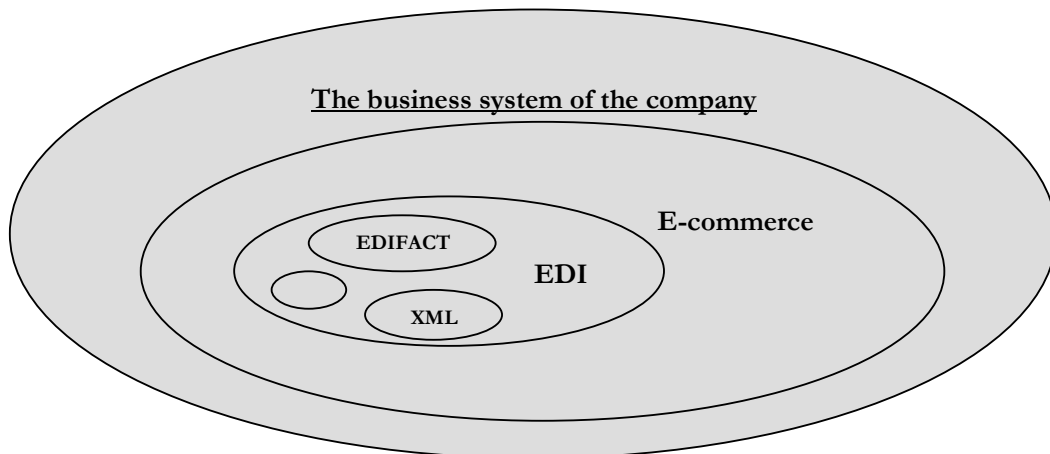 The business system of the company
E-commerce
EDIFACT
EDI
XML